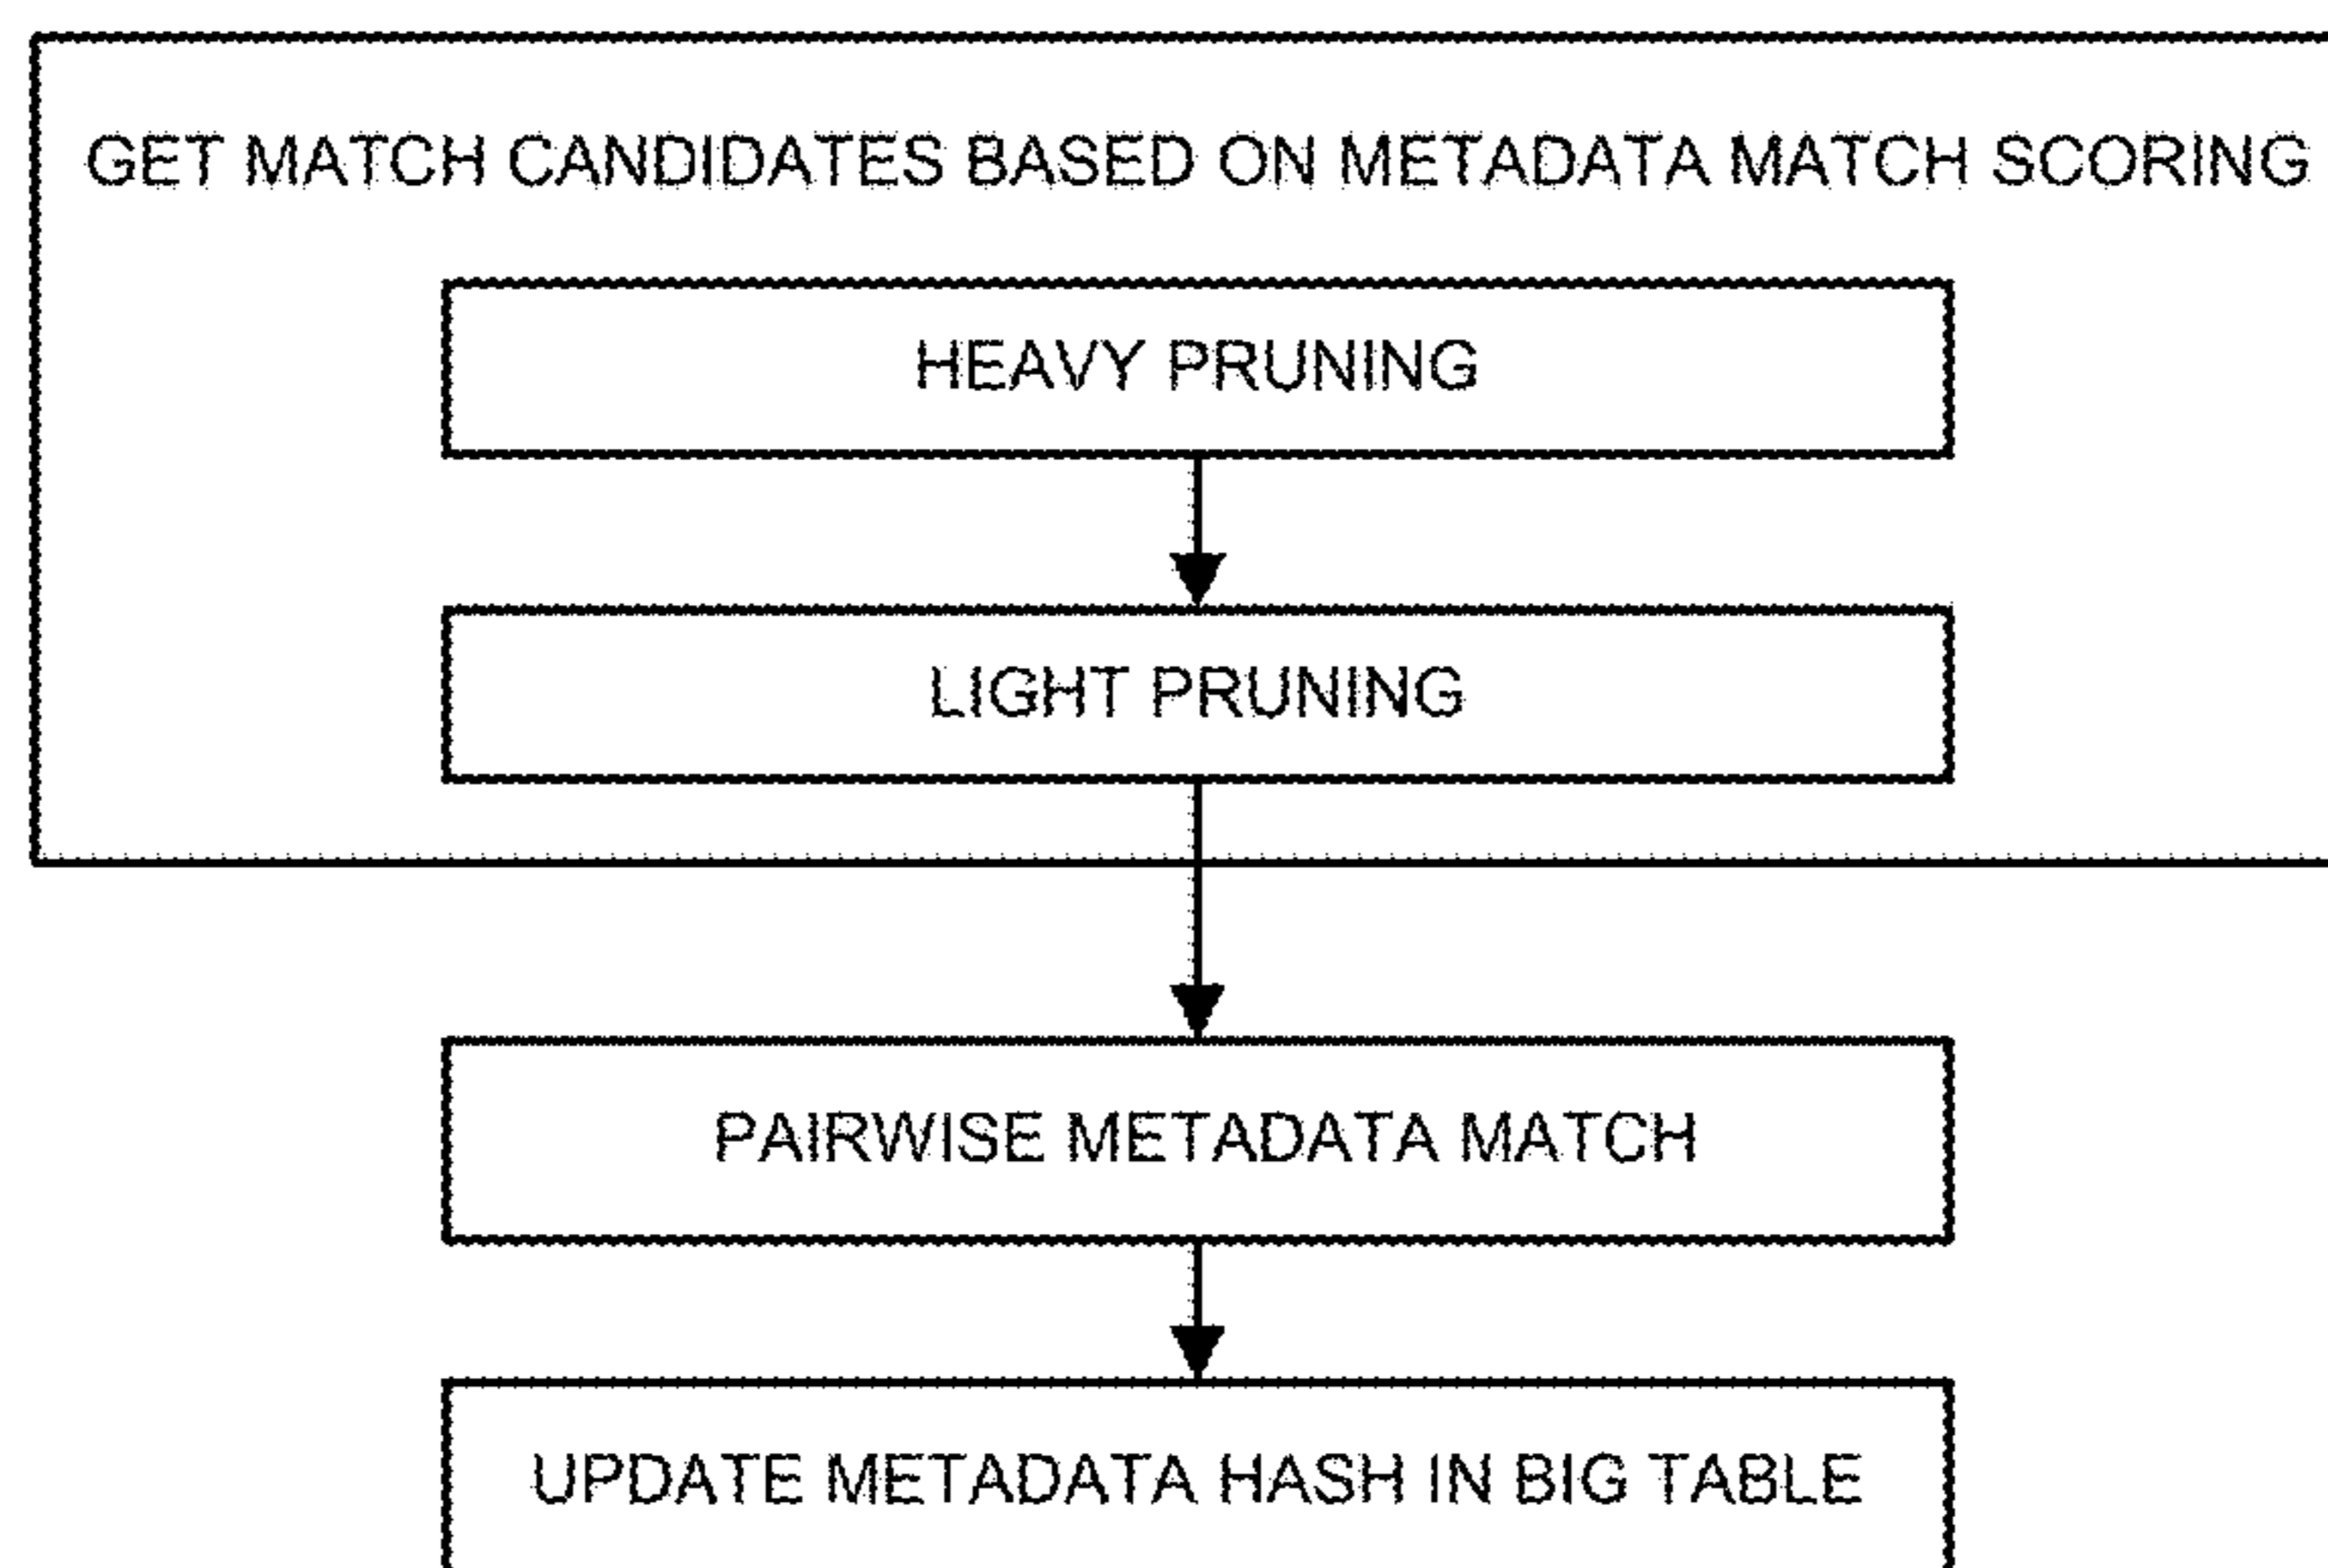 GET MATCH CANDIDATES BASED ON METADATA MATCH SCORING
HEAVY PRUNING
LIGHT PRUNING
PAIRWISE METADATA MATCH
UPDATE METADATA HASH IN BIG TABLE